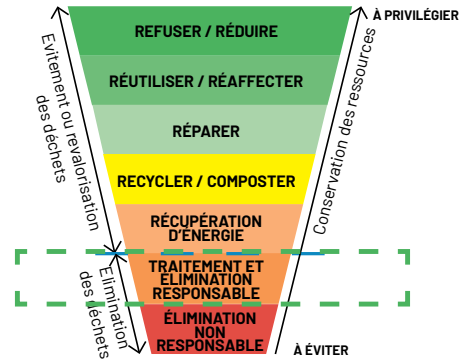 À PRIVILÉGIER
REFUSER / RÉDUIRE
RÉUTILISER / RÉAFFECTER
RÉPARER
RECYCLER / COMPOSTER
RÉCUPÉRATION
D'ÉNERGIE
TRAITEMENT ET
ÉLIMINATION
RESPONSABLE
ÉLIMINATION
NON
RESPONSABLE
À ÉVITER
Evitement ou revalorisation
des déchets
Elimination
des déchets
Conservation des ressources